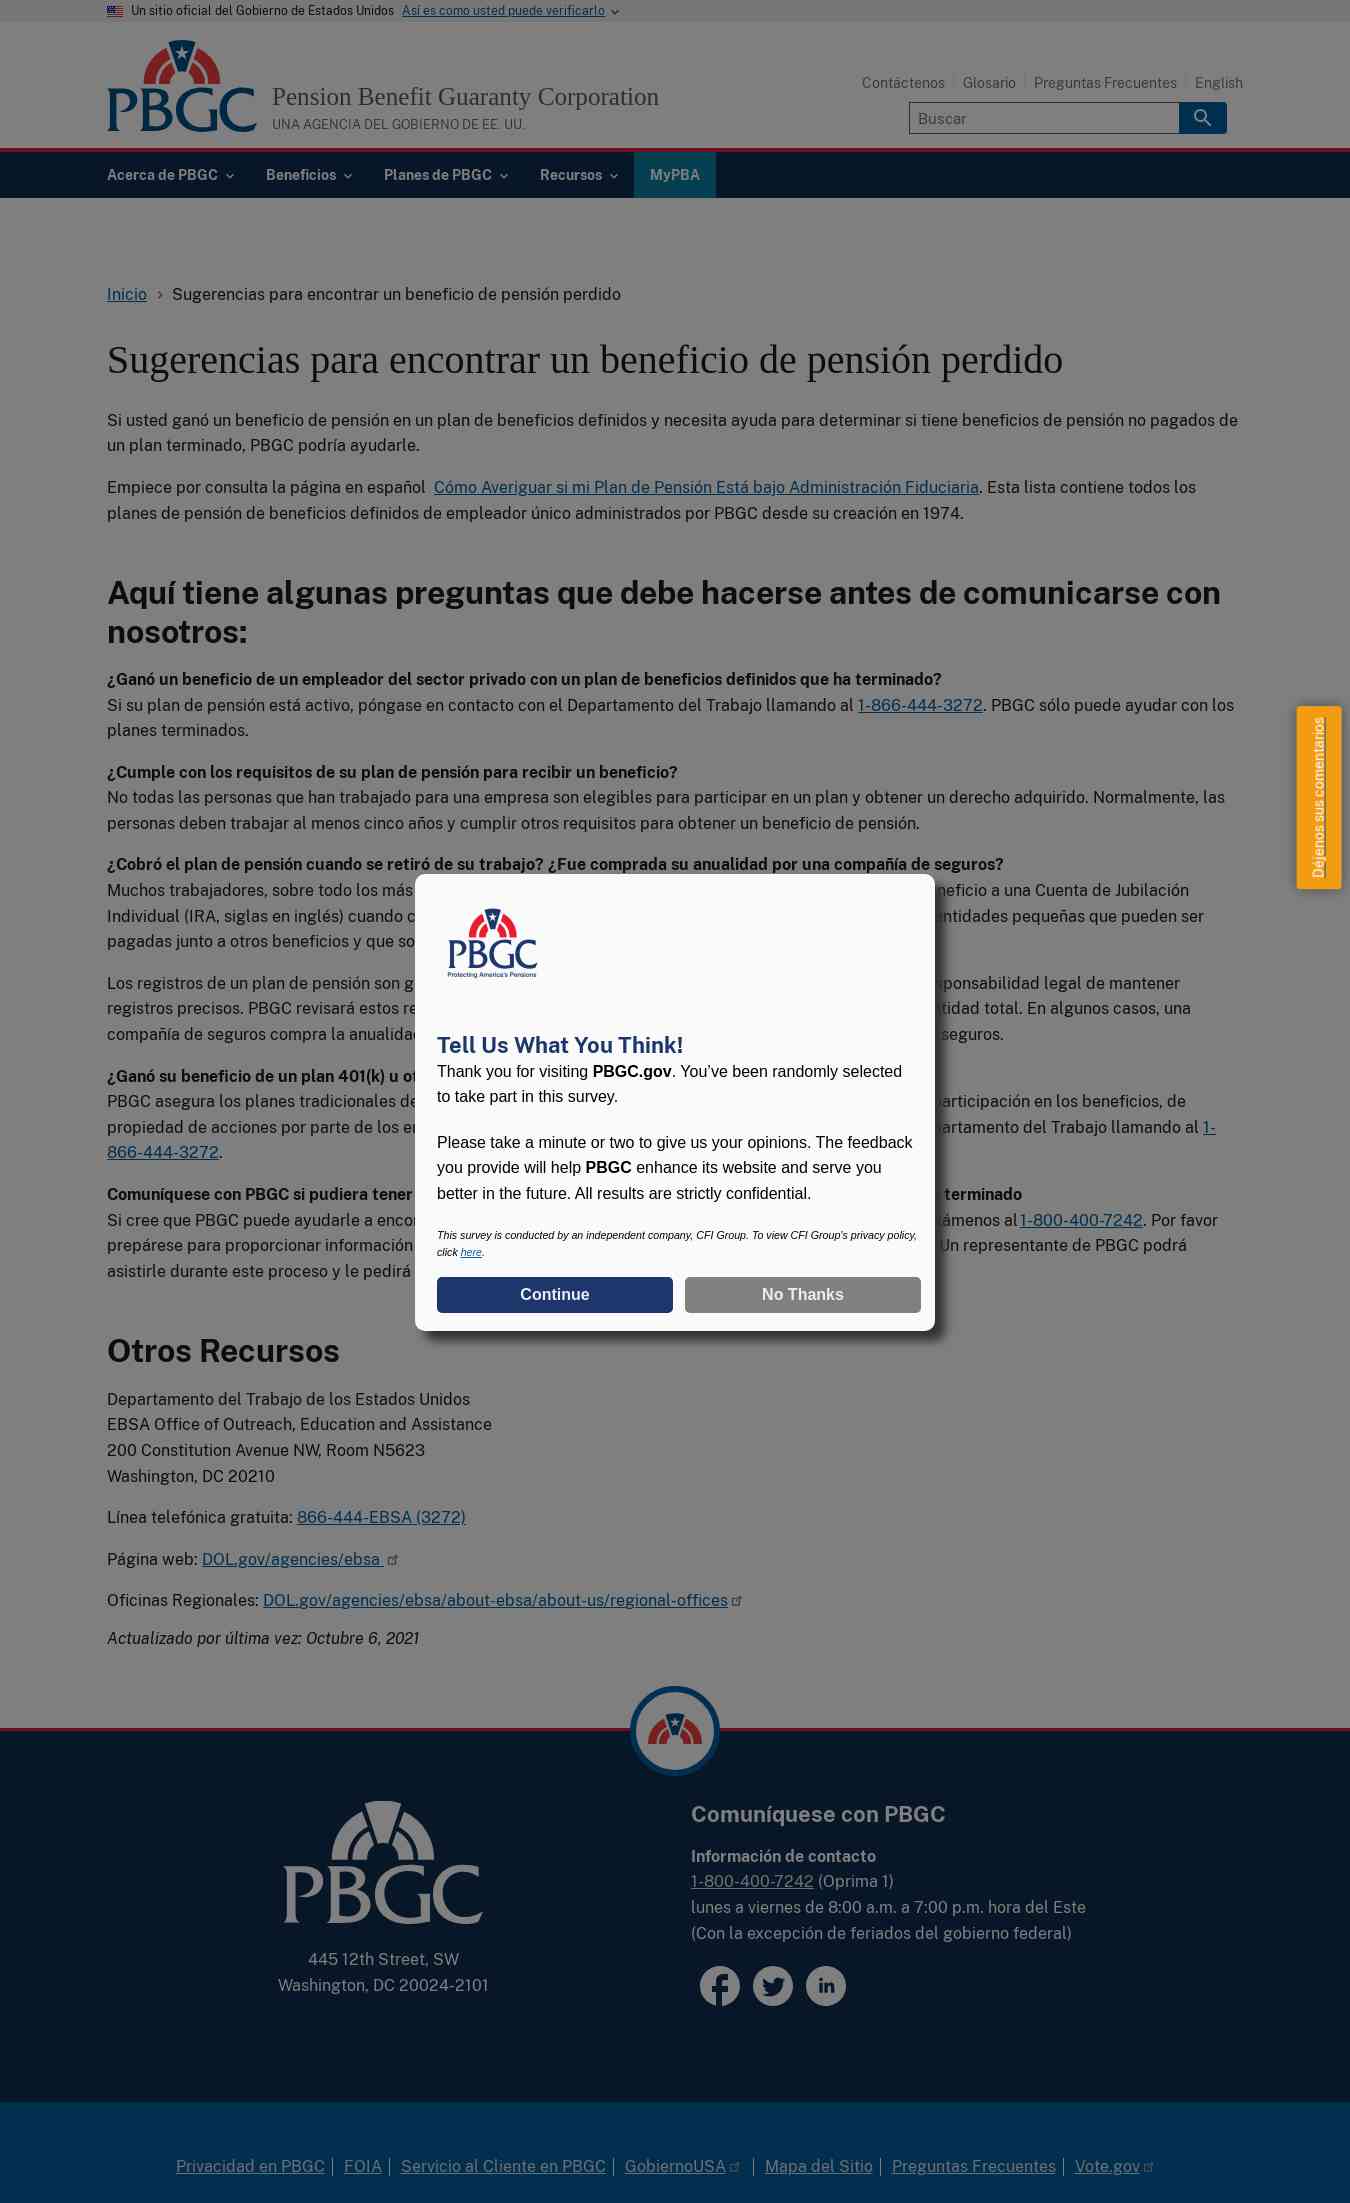 Un sitio oficial del Gobierno de Estados Unidos Así es como usted puede verificarlo
PBGC
Pension Benefit Guaranty Corporation
UNA AGENCIA DEL GOBIERNO DE EE. UU.
Contáctenos Glosario Preguntas Frecuentes English
Buscar
Acerca de PBGC Beneficios Planes de PBGC Recursos MyPBA
Inicio Sugerencias para encontrar un beneficio de pensión perdido
Sugerencias para encontrar un beneficio de pensión perdido
Si usted ganó un beneficio de pensión en un plan de beneficios definidos y necesita ayuda para determinar si tiene beneficios de pensión no pagados de
un plan terminado, PBGC podría ayudarle.
Empiece por consulta la página en español Cómo Averiguar si mi Plan de Pensión Está bajo Administración Fiduciaria. Esta lista contiene todos los
planes de pensión de beneficios definidos de empleador único administrados por PBGC desde su creación en 1974.
Aquí tiene algunas preguntas que debe hacerse antes de comunicarse con
nosotros:
¿Ganó un beneficio de un empleador del sector privado con un plan de beneficios definidos que ha terminado?
Si su plan de pensión está activo, póngase en contacto con el Departamento del Trabajo llamando al 1-866-444-3272. PBGC sólo puede ayudar con los
planes terminados.
¿Cumple con los requisitos de su plan de pensión para recibir un beneficio?
No todas las personas que han trabajado para una empresa son elegibles para participar en un plan y obtener un derecho adquirido. Normalmente, las
personas deben trabajar al menos cinco años y cumplir otros requisitos para obtener un beneficio de pensión.
¿Cobró el plan de pensión cuando se retiró de su trabajo? ¿Fue comprada su anualidad por una compañía de seguros?
Muchos trabajadores, sobre todo los más
a una Cuenta de Jubilación
Individual (IRA, siglas en inglés) cuando
pequeñas que pueden ser
pagadas junto a otros beneficios y que
Los registros de un plan de pensión son
legal de mantener
registros precisos. PBGC revisará estos
total. En algunos casos, una
compañía de seguros compra la
seguros.
¿Ganó su beneficio de un plan 401(k) u
PBGC asegura los planes tradicionales
participación en los beneficios, de
propiedad de acciones por parte de los
del Trabajo llamando al 1-
866-444-3272.
Comuníquese con PBGC si pudiera tener
terminado
Si cree que PBGC puede ayudarle a
al 1-800-400-7242. Por favor
prepárese para proporcionar información
Un representante de PBGC podrá
asistirle durante este proceso y le pedirá
Déjenos sus comentarios
PBGC
Protecting America's Pensions
Tell Us What You Think!
Thank you for visiting PBGC.gov. You’ve been randomly selected
to take part in this survey.
Please take a minute or two to give us your opinions. The feedback
you provide will help PBGC enhance its website and serve you
better in the future. All results are strictly confidential.
This survey is conducted by an independent company, CFI Group. To view CFI Group's privacy policy,
click here.
Continue No Thanks
Otros Recursos
Departamento del Trabajo de los Estados Unidos
EBSA Office of Outreach, Education and Assistance
200 Constitution Avenue NW, Room N5623
Washington, DC 20210
Línea telefónica gratuita: 866-444-EBSA (3272)
Página web: DOL.gov/agencies/ebsa
Oficinas Regionales: DOL.gov/agencies/ebsa/about-ebsa/about-us/regional-offices
Actualizado por última vez: Octubre 6, 2021
PBGC
445 12th Street, SW
Washington, DC 20024-2101
Comuníquese con PBGC
Información de contacto
1-800-400-7242 (Oprima 1)
lunes a viernes de 8:00 a.m. a 7:00 p.m. hora del Este
(Con la excepción de feriados del gobierno federal)
in
Privacidad en PBGC FOIA Servicio al Cliente en PBGC GobiernoUSA Mapa del Sitio Preguntas Frecuentes Vote.gov